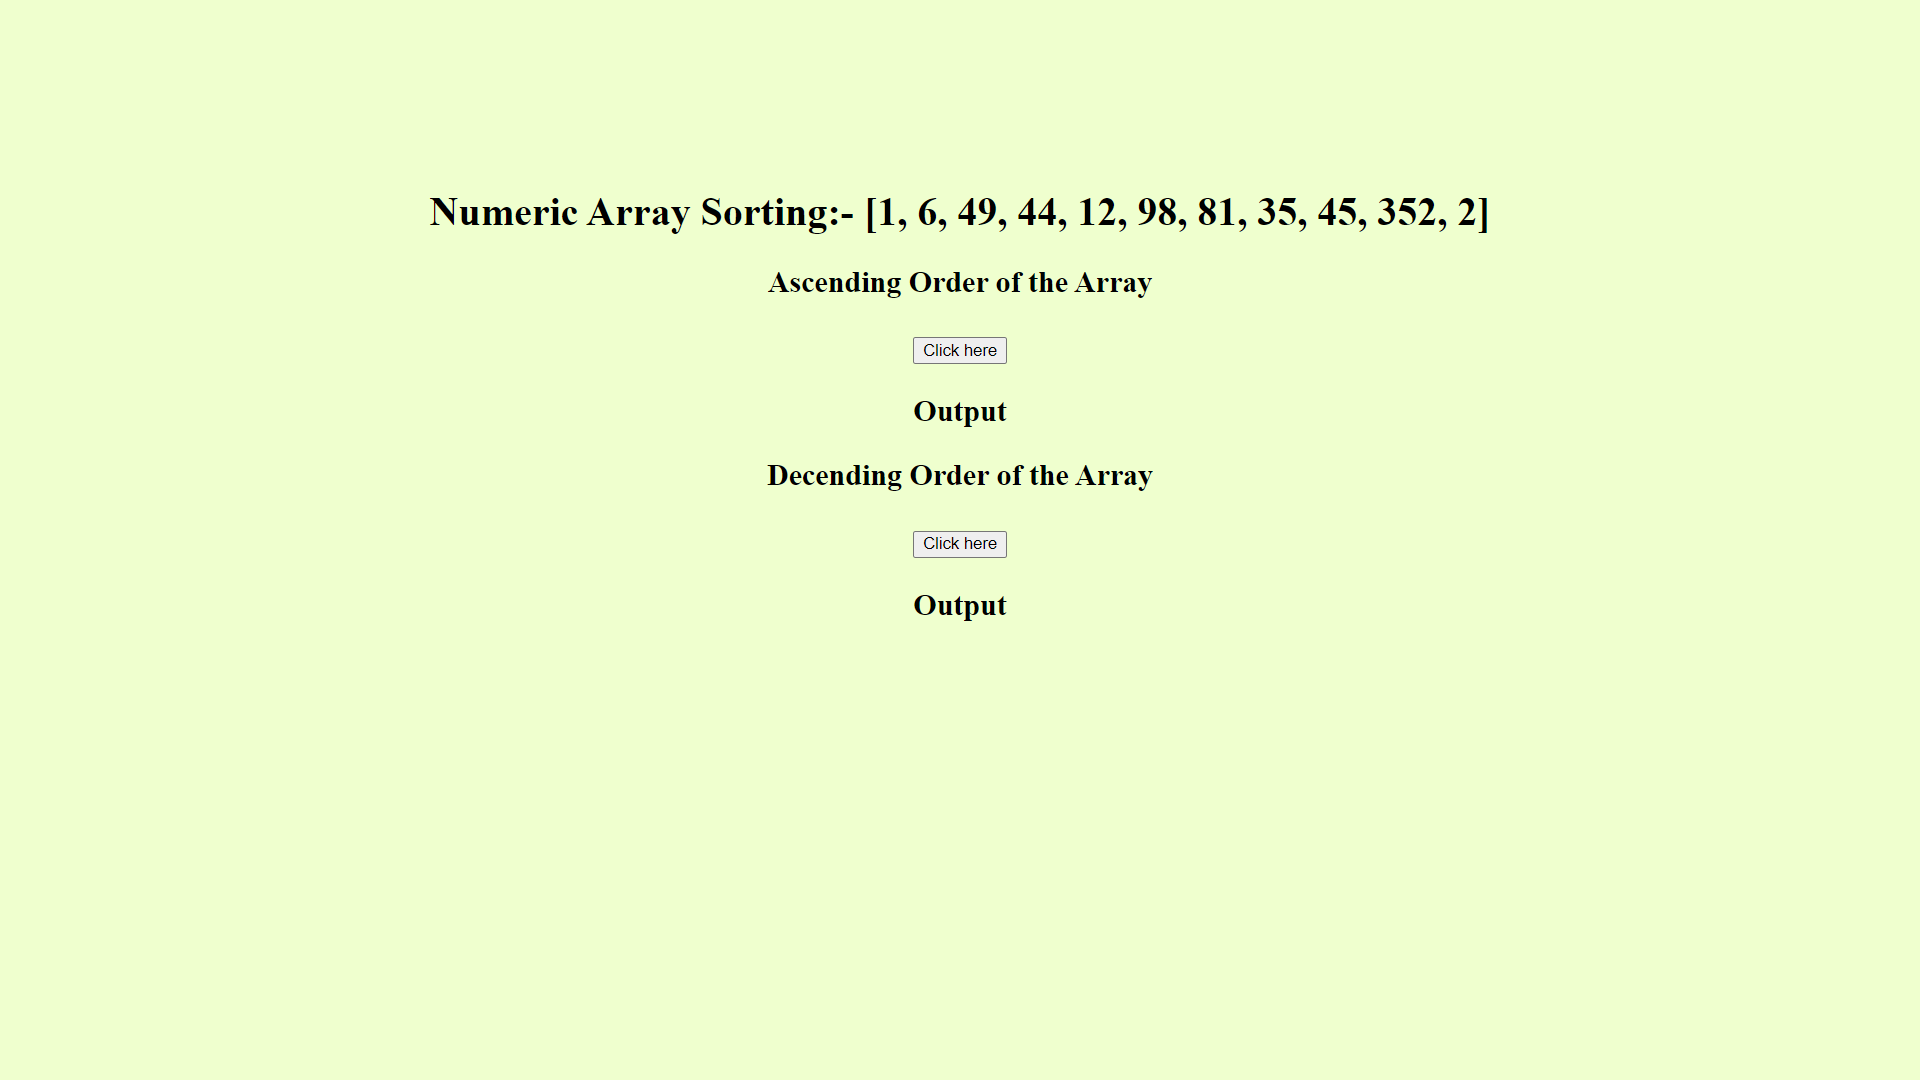 Numeric Array Sorting:- [1, 6, 49, 44, 12, 98, 81, 35, 45, 352, 2]
Ascending Order of the Array
Click here
Output
Decending Order of the Array
Click here
Output